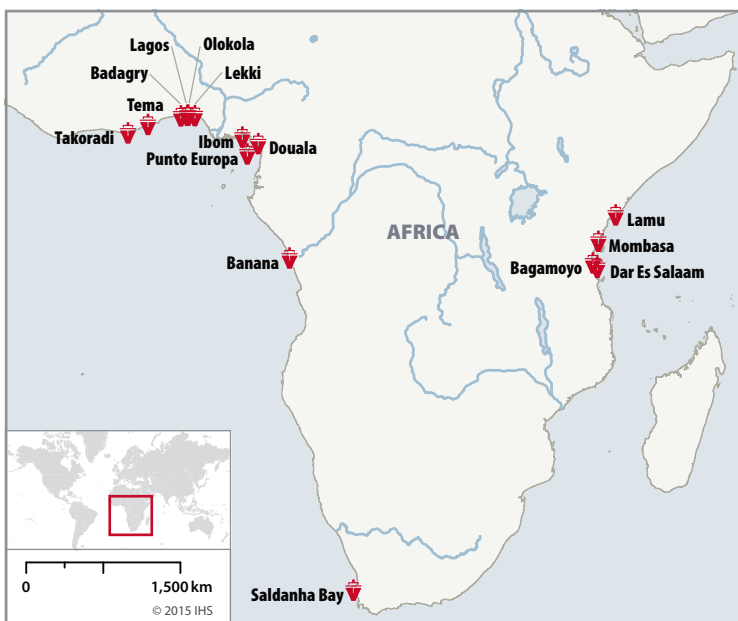 Lagos
Olokola
Badagry
Lekki
Tema
Takoradi
Ibom
Douala
Punto Europa
AFRICA
Lamu
Mombasa
Banana
Bagamoyo
Dar Es Salaam
0
1,500 km
© 2015 IHS
Saldanha Bay